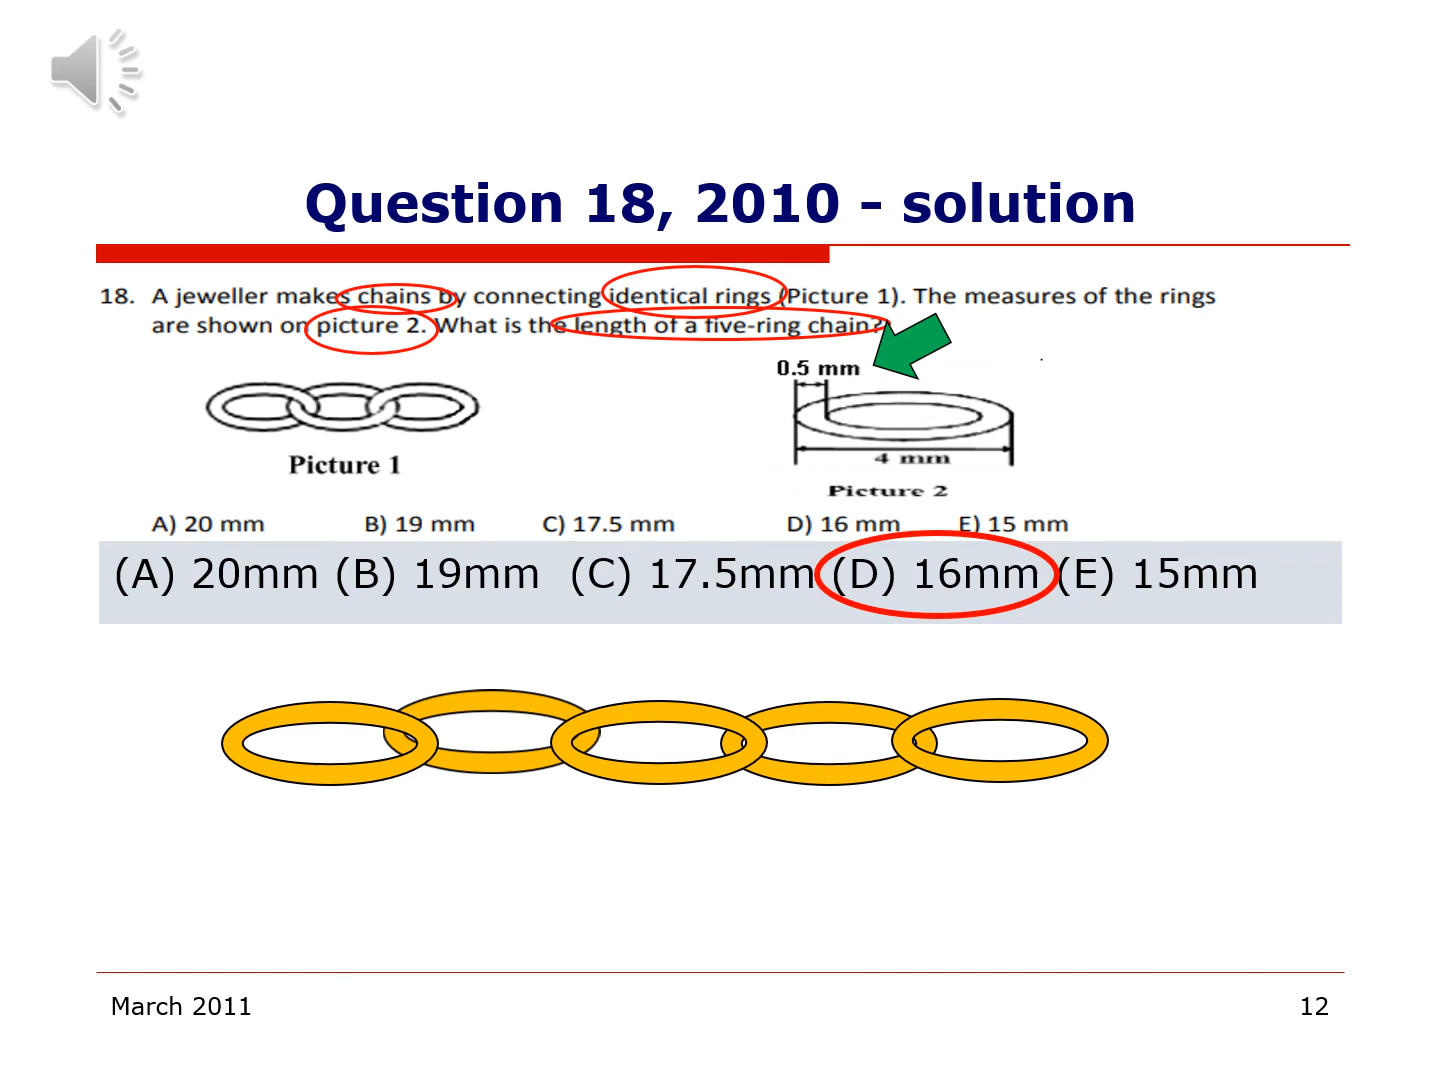 Question 18, 2010 - solution
18. A jeweller makes chains by connecting identical rings (Picture 1). The measures of the rings
are shown on picture 2. What is the length of a five-ring chain?
0.5 mm
4 mm
Picture 1
Picture 2
A) 20 mm B) 19 mm C) 17.5 mm D) 16 mm E) 15 mm
(A) 20mm (B) 19mm (C) 17.5mm (D) 16mm (E) 15mm
March 2011
12